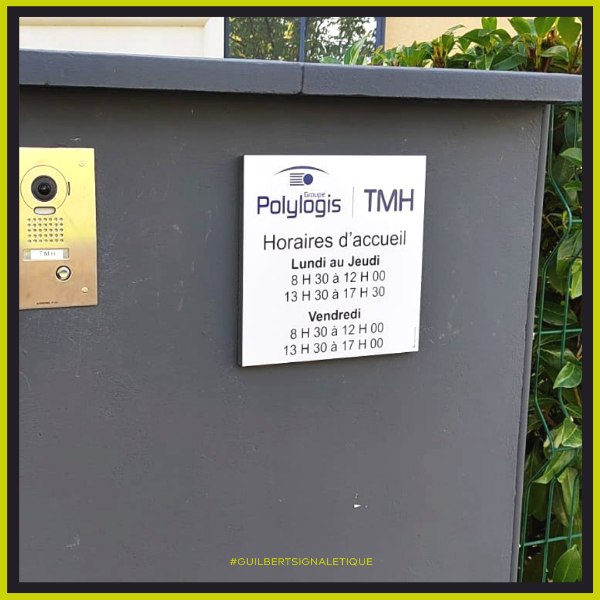 Groupe
Polylogis | TMH
Horaires d'accueil
Lundi au Jeudi
8 H 30 à 12 H 00
13 H 30 à 17 H 30
Vendredi
8 H 30 à 12 H 00
13 H 30 à 17 H 00
TMH
#GUILBERTSIGNALETIQUE